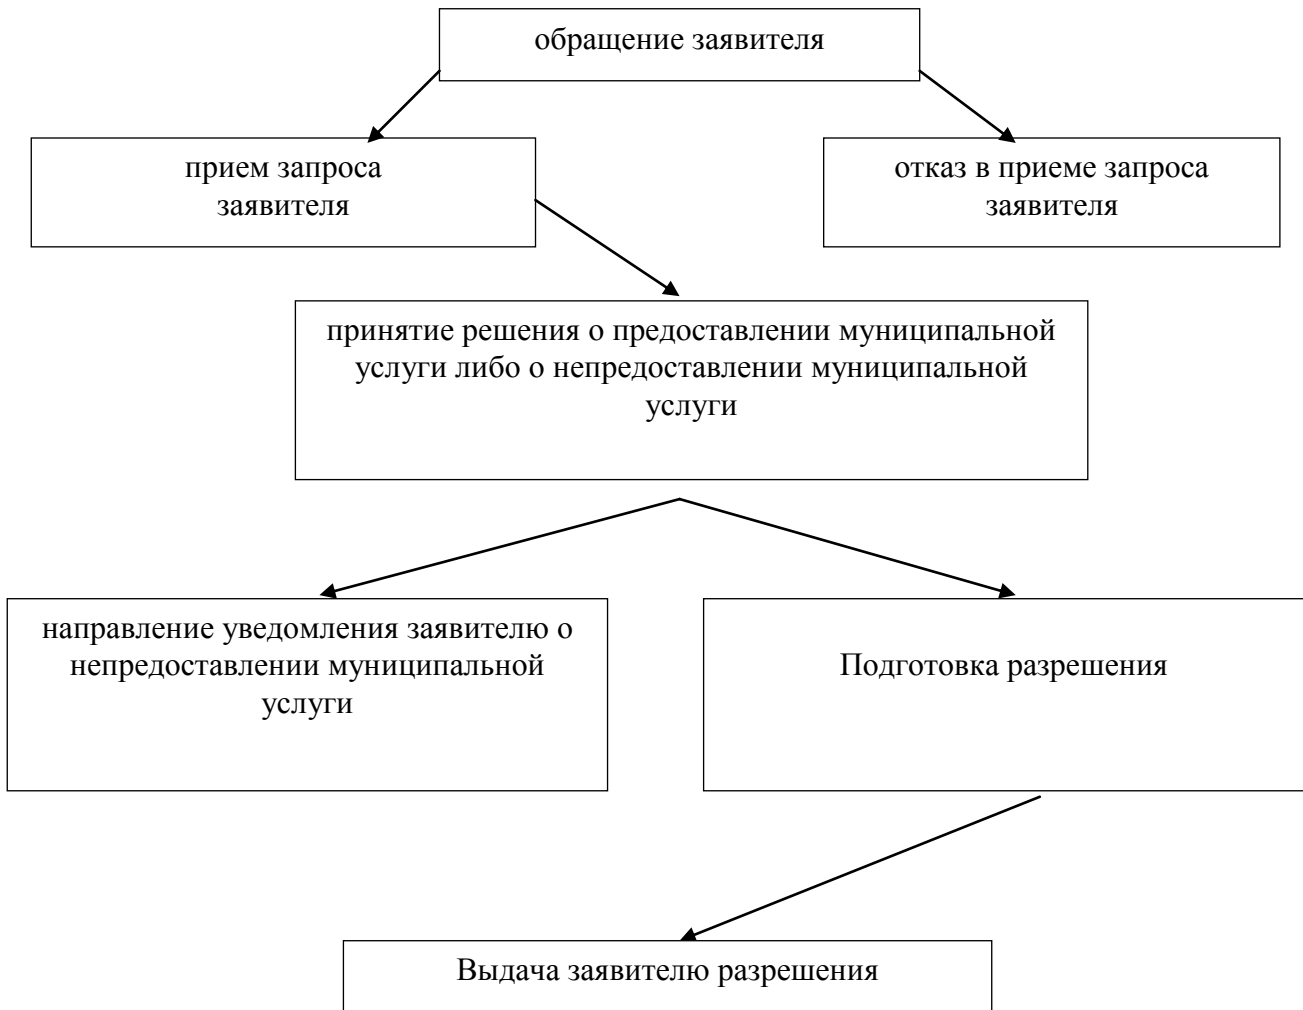 обращение заявителя
прием запроса
заявителя
отказ в приеме запроса
заявителя
принятие решения о предоставлении муниципальной
услуги либо о непредоставлении муниципальной
услуги
направление уведомления заявителю о
непредоставлении муниципальной
услуги
Подготовка разрешения
Выдача заявителю разрешения